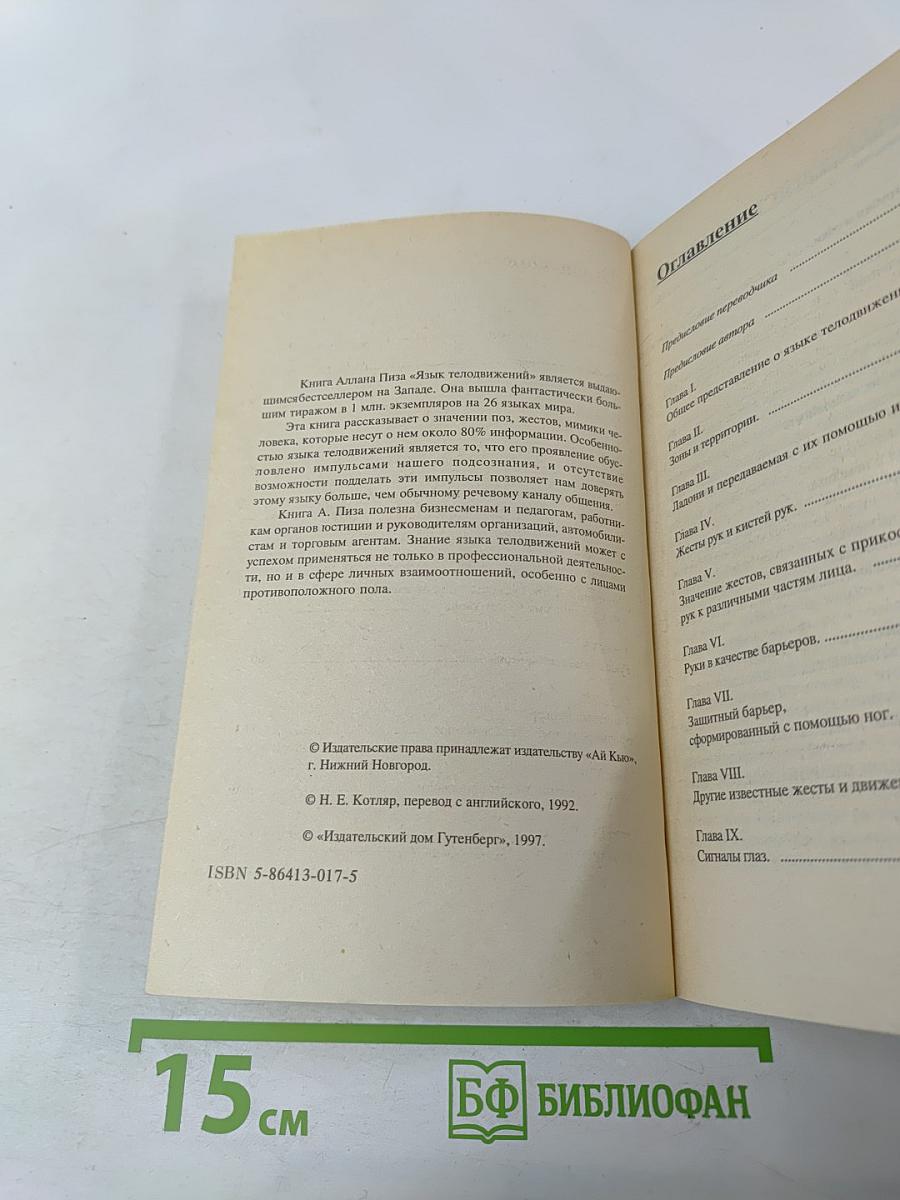 Книга Аллана Пиза «Язык телодвижений» является выдаю-
щимсябестселлером на Западе. Она вышла фантастически боль-
шим тиражом в 1 млн. экземпляров на 26 языках мира.
Эта книга рассказывает о значении поз, жестов, мимики че-
ловека, которые несут о нем около 80% информации. Особенно-
стью языка телодвижений является то, что его проявление обус-
ловлено импульсами нашего подсознания, и отсутствие
возможности подделать эти импульсы позволяет нам доверять
этому языку больше, чем обычному речевому каналу общения.
Книга А. Пиза полезна бизнесменам и педагогам, работни-
кам органов юстиции и руководителям организаций, автомобили-
стам и торговым агентам. Знание языка телодвижений может с
успехом применяться не только в профессиональной деятельнос-
ти, но и в сфере личных взаимоотношений, особенно с лицами
противоположного пола.
© Издательские права принадлежат издательству «Ай Кью»,
г. Нижний Новгород.
© Н. Е. Котляр, перевод с английского, 1992.
© «Издательский дом Гутенберг», 1997.
ISBN 5-86413-017-5
Оглавление
Предисловие переводчика
Предисловие автора
Глава I.
Общее представление о языке телодвижени
Глава II.
Зоны и территории.
Глава III.
Ладони и передаваемая с их помощью и
Глава IV.
Жесты рук и кистей рук.
Глава V.
Значение жестов, связанных с прикос
рук к различными частям лица.
Глава VI.
Руки в качестве барьеров.
Глава VII.
Защитный барьер,
сформированный с помощью ног.
Глава VIII.
Другие известные жесты и движе
Глава IX.
Сигналы глаз.
15 см
БФ БИБЛИОФАН